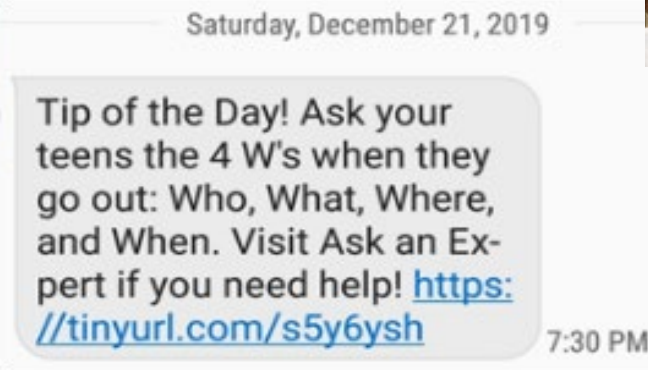 Saturday, December 21, 2019
Tip of the Day! Ask your
teens the 4 W's when they
go out: Who, What, Where,
and When. Visit Ask an Ex-
pert if you need help! https:
//tinyurl.com/s5y6ysh
7:30 PM